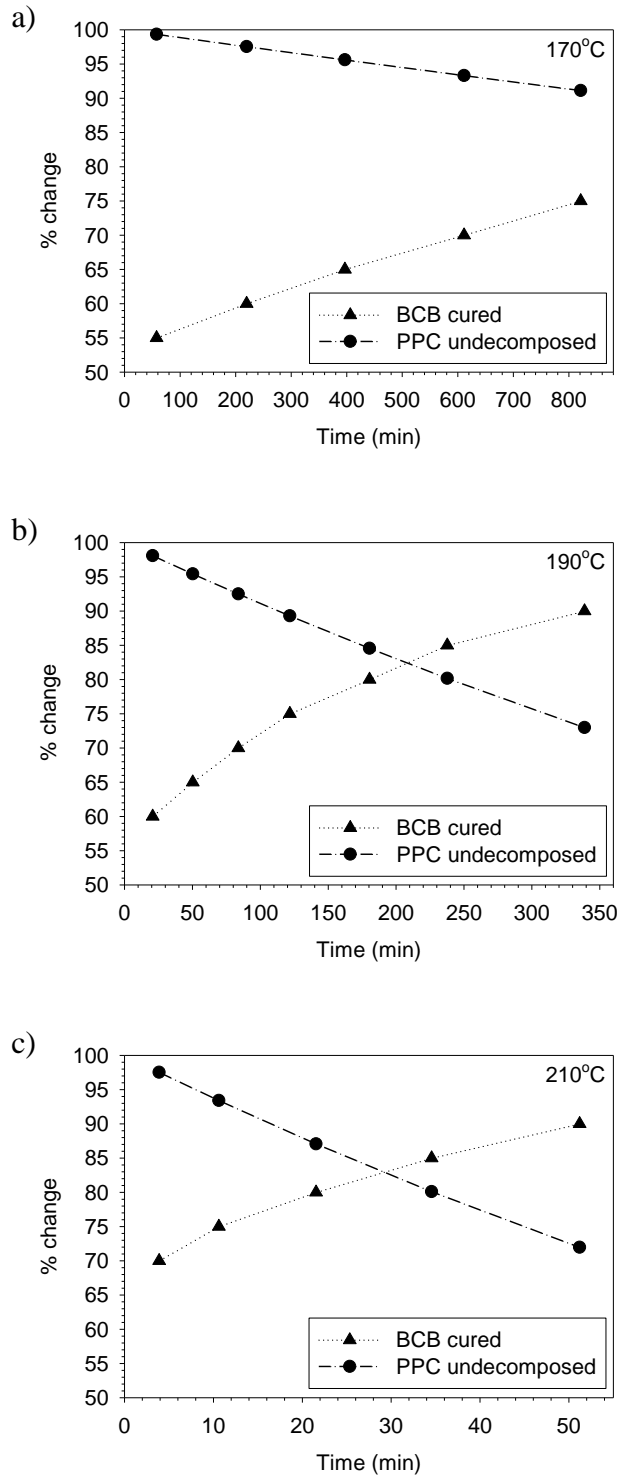 a)
100
170°C
95
90
85
80
% change
75
70
65
BCB cured
60
PPC undecomposed
55
50
0 100 200 300 400 500 600 700 800
Time (min)
b)
100
190°C
95
90
85
80
% change
75
70
65
BCB cured
60
PPC undecomposed
55
50
0 50 100 150 200 250 300 350
Time (min)
c)
100
210°C
95
90
85
80
% change
75
70
65
BCB cured
60
PPC undecomposed
55
50
0 10 20 30 40 50
Time (min)